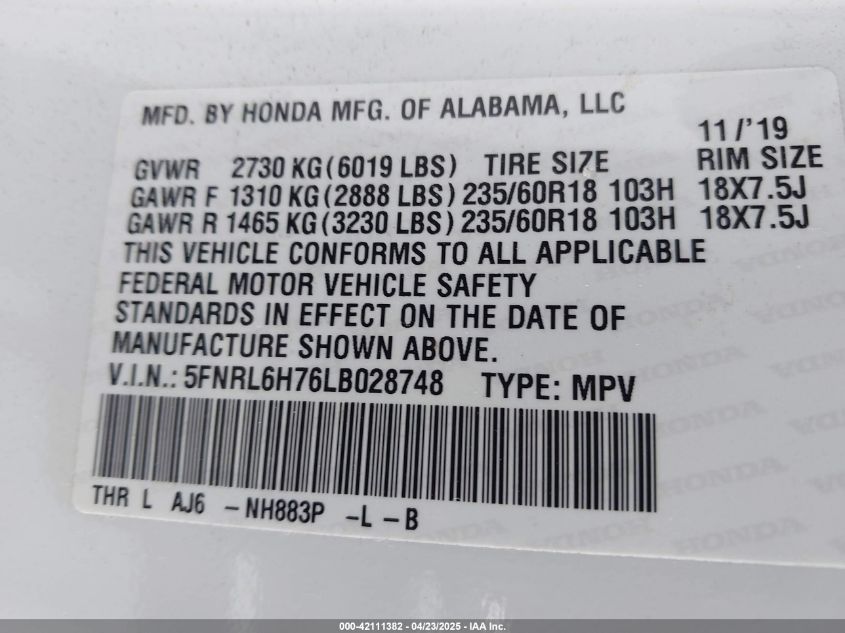 MFD. BY HONDA MFG. OF ALABAMA, LLC
11/'19
GVWR 2730 KG(6019 LBS) TIRE SIZE RIM SIZE
GAWR F 1310 KG(2888 LBS) 235/60R18 103H 18X7.5J
GAWR R 1465 KG(3230 LBS) 235/60R18 103H 18X7.5J
THIS VEHICLE CONFORMS TO ALL APPLICABLE
FEDERAL MOTOR VEHICLE SAFETY
STANDARDS IN EFFECT ON THE DATE OF
MANUFACTURE SHOWN ABOVE.
V.I.N.: 5FNRL6H76LB028748 TYPE: MPV
THR L AJ6 -NH883P -L -B
HONDA
HONDA
HONDA
000-42111382 - 04/23/2025 - IAA Inc.